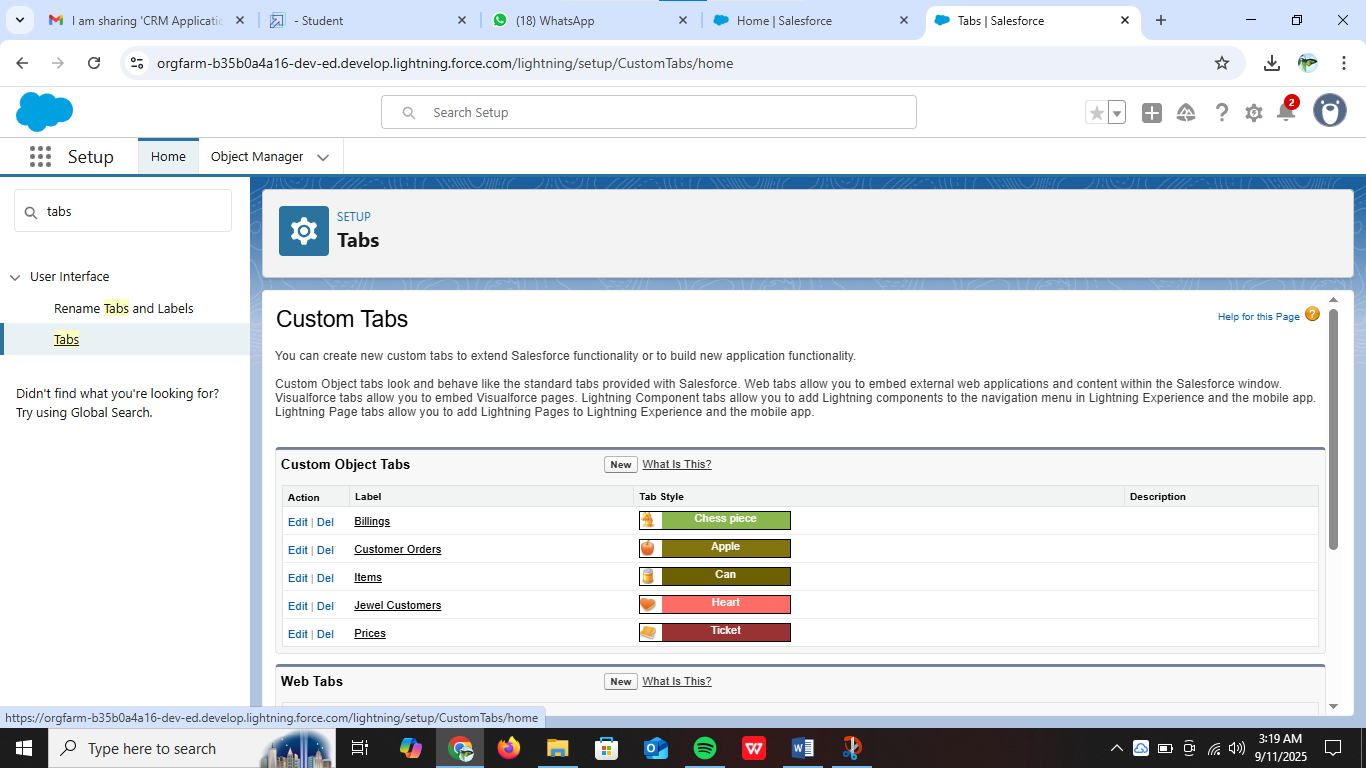 I am sharing 'CRM Applicatio
- Student
(18) WhatsApp
Home | Salesforce
Tabs | Salesforce
orgfarm-b35b0a4a16-dev-ed.develop.lightning.force.com/lightning/setup/CustomTabs/home
Search Setup
2
Setup
Home
Object Manager
tabs
User Interface
Rename Tabs and Labels
Tabs
Didn't find what you're looking for?
Try using Global Search.
SETUP
Tabs
Custom Tabs
Help for this Page ?
You can create new custom tabs to extend Salesforce functionality or to build new application functionality.
Custom Object tabs look and behave like the standard tabs provided with Salesforce. Web tabs allow you to embed external web applications and content within the Salesforce window.
Visualforce tabs allow you to embed Visualforce pages. Lightning Component tabs allow you to add Lightning components to the navigation menu in Lightning Experience and the mobile app.
Lightning Page tabs allow you to add Lightning Pages to Lightning Experience and the mobile app.
Custom Object Tabs New What Is This?
Action Label Tab Style Description
Edit | Del Billings Chess piece
Edit | Del Customer Orders Apple
Edit | Del Items Can
Edit | Del Jewel Customers Heart
Edit | Del Prices Ticket
Web Tabs New What Is This?
https://orgfarm-b35b0a4a16-dev-ed.develop.lightning.force.com/lightning/setup/CustomTabs/home
Type here to search
3:19 AM
9/11/2025